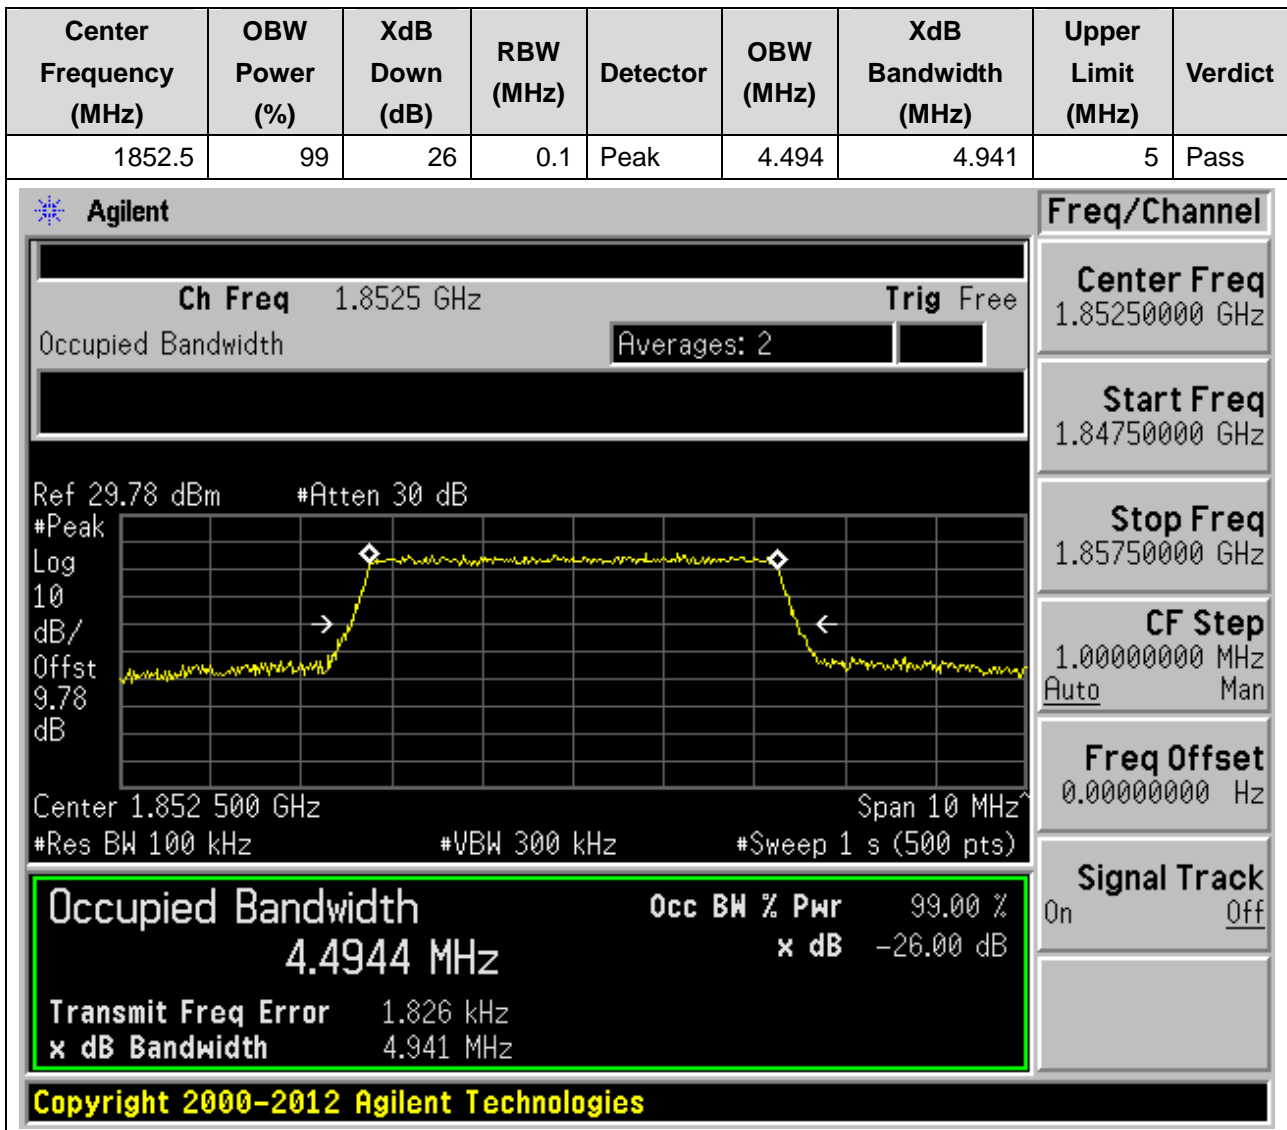 Center Frequency (MHz) OBW Power (%) XdB Down (dB) RBW (MHz) Detector OBW (MHz) XdB Bandwidth (MHz) Upper Limit (MHz) Verdict
1852.5 99 26 0.1 Peak 4.494 4.941 5 Pass
Agilent
Freq/Channel
Ch Freq 1.8525 GHz Trig Free
Occupied Bandwidth Averages: 2
Ref 29.78 dBm #Atten 30 dB
#Peak
Log
10
dB/
Offst
9.78
dB
Center 1.852 500 GHz Span 10 MHz^
#Res BW 100 kHz #VBW 300 kHz #Sweep 1 s (500 pts)
Occupied Bandwidth Occ BW % Pwr 99.00 %
4.4944 MHz x dB -26.00 dB
Transmit Freq Error 1.826 kHz
x dB Bandwidth 4.941 MHz
Center Freq
1.85250000 GHz
Start Freq
1.84750000 GHz
Stop Freq
1.85750000 GHz
CF Step
1.00000000 MHz
Auto Man
Freq Offset
0.00000000 Hz
Signal Track
On Off
Copyright 2000-2012 Agilent Technologies